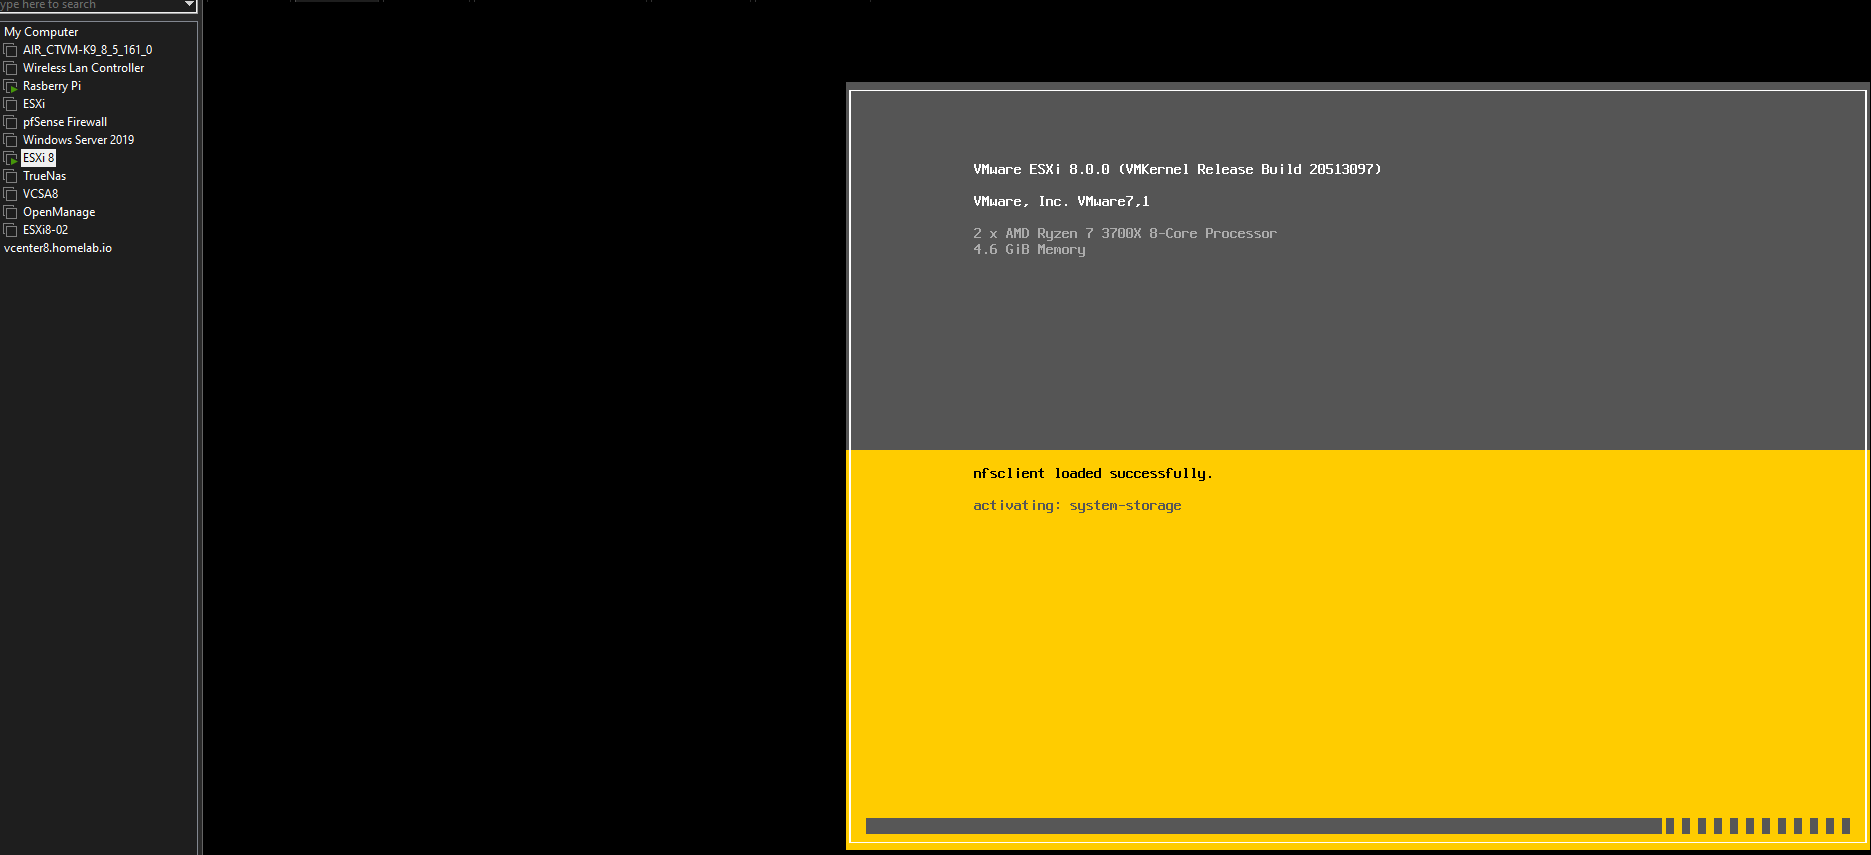 ype here to search
My Computer
AIR_CTVM-K9_8_5_161_0
Wireless Lan Controller
Rasberry Pi
ESXi
pfSense Firewall
Windows Server 2019
ESXi 8
TrueNas
VCSA8
OpenManage
ESXi8-02
vcenter8.homelab.io
VMware ESXi 8.0.0 (VMKernel Release Build 20513097)
VMware, Inc. VMware7,1
2 x AMD Ryzen 7 3700X 8-Core Processor
4.6 GiB Memory
nfsclient loaded successfully.
activating: system-storage